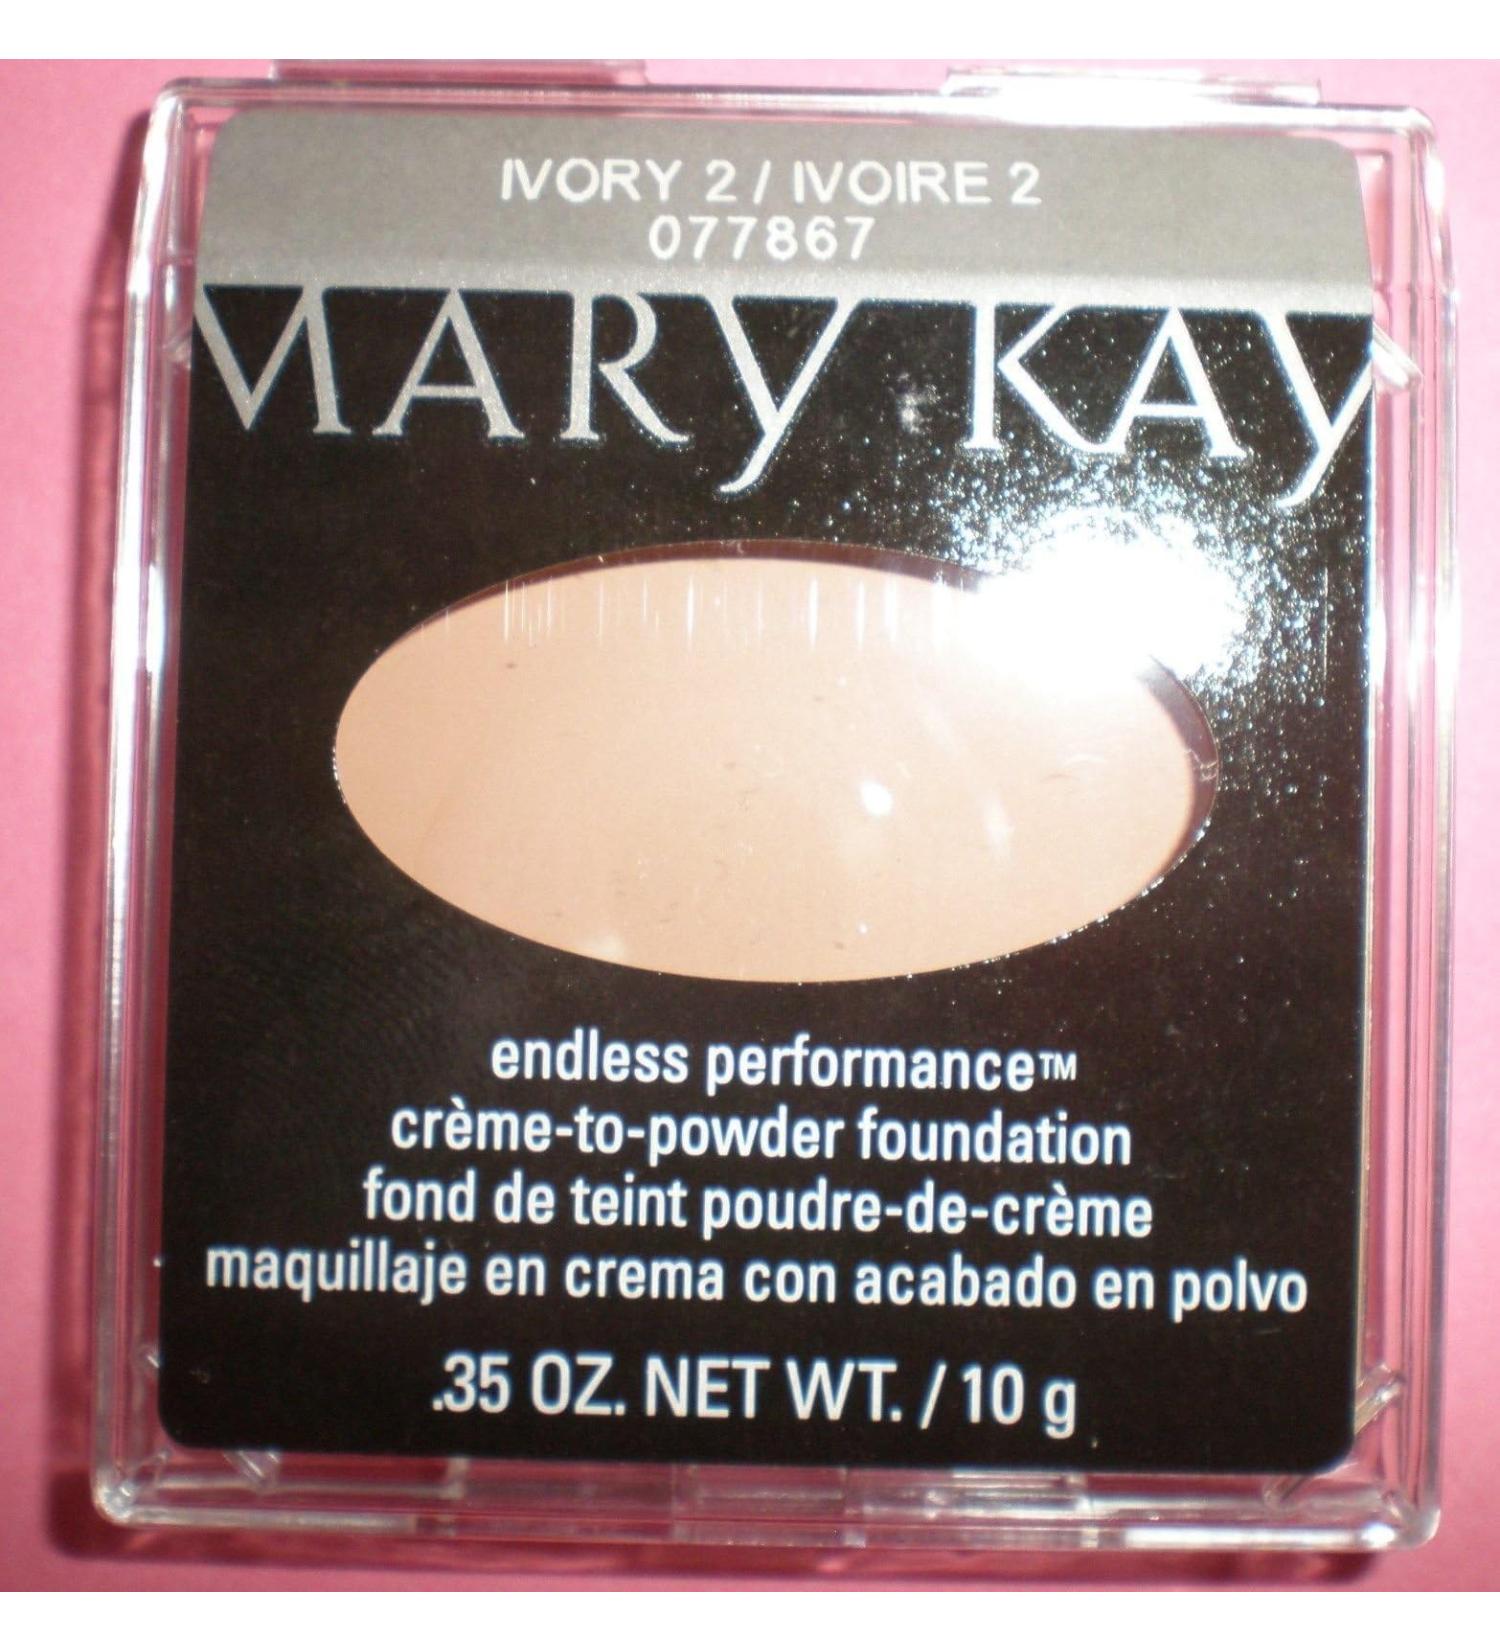 IVORY 2 / IVOIRE 2
077867
MARY KAY
endless performance™
crème-to-powder foundation
fond de teint poudre-de-crème
maquillaje en crema con acabado en polvo
.35 OZ. NET WT. / 10 g